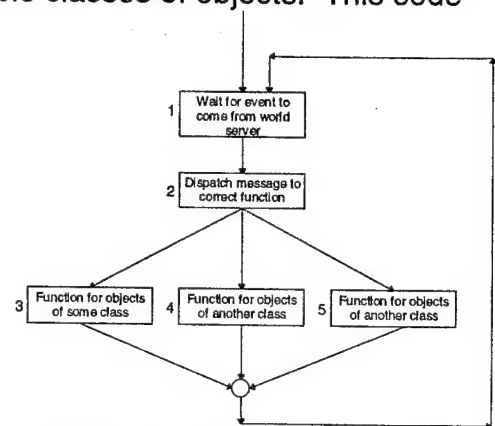 classes of objects. This code
1
Wait for event to
come from world
server
2
Dispatch message to
correct function
3
Function for objects
of some class
4
Function for objects
of another class
5
Function for objects
of another class